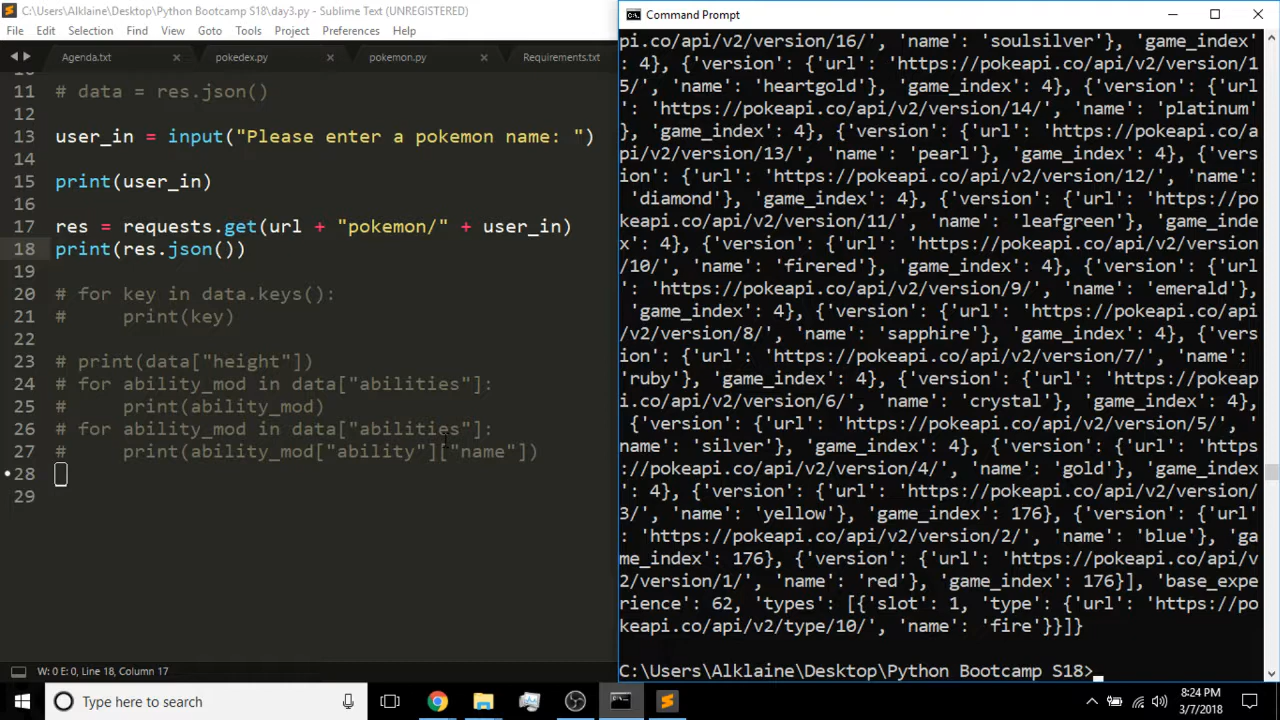 C:\Users\Alklaine\Desktop\Python Bootcamp S18\day3.py - Sublime Text (UNREGISTERED)
File Edit Selection Find View Goto Tools Project Preferences Help
Agenda.txt pokedex.py pokemon.py Requirements.txt
11 # data = res.json()
12
13 user_in = input("Please enter a pokemon name: ")
14
15 print(user_in)
16
17 res = requests.get(url + "pokemon/" + user_in)
18 print(res.json())
19
20 # for key in data.keys():
21 #     print(key)
22
23 # print(data["height"])
24 # for ability_mod in data["abilities"]:
25 #     print(ability_mod)
26 # for ability_mod in data["abilities"]:
27 #     print(ability_mod["ability"]["name"])
28
29
W: 0 E: 0, Line 18, Column 17
Command Prompt
pi.co/api/v2/version/16/', 'name': 'soulsilver'}, 'game_index'
: 4}, {'version': {'url': 'https://pokeapi.co/api/v2/version/1
5/', 'name': 'heartgold'}, 'game_index': 4}, {'version': {'url
': 'https://pokeapi.co/api/v2/version/14/', 'name': 'platinum'
}, 'game_index': 4}, {'version': {'url': 'https://pokeapi.co/a
pi/v2/version/13/', 'name': 'pearl'}, 'game_index': 4}, {'vers
ion': {'url': 'https://pokeapi.co/api/v2/version/12/', 'name':
'diamond'}, 'game_index': 4}, {'version': {'url': 'https://po
keapi.co/api/v2/version/11/', 'name': 'leafgreen'}, 'game_inde
x': 4}, {'version': {'url': 'https://pokeapi.co/api/v2/version
/10/', 'name': 'firered'}, 'game_index': 4}, {'version': {'url
': 'https://pokeapi.co/api/v2/version/9/', 'name': 'emerald'},
'game_index': 4}, {'version': {'url': 'https://pokeapi.co/api
/v2/version/8/', 'name': 'sapphire'}, 'game_index': 4}, {'vers
ion': {'url': 'https://pokeapi.co/api/v2/version/7/', 'name':
'ruby'}, 'game_index': 4}, {'version': {'url': 'https://pokeap
i.co/api/v2/version/6/', 'name': 'crystal'}, 'game_index': 4},
{'version': {'url': 'https://pokeapi.co/api/v2/version/5/', '
name': 'silver'}, 'game_index': 4}, {'version': {'url': 'https
://pokeapi.co/api/v2/version/4/', 'name': 'gold'}, 'game_index
': 4}, {'version': {'url': 'https://pokeapi.co/api/v2/version/
3/', 'name': 'yellow'}, 'game_index': 176}, {'version': {'url'
: 'https://pokeapi.co/api/v2/version/2/', 'name': 'blue'}, 'ga
me_index': 176}, {'version': {'url': 'https://pokeapi.co/api/v
2/version/1/', 'name': 'red'}, 'game_index': 176}], 'base_expe
rience': 62, 'types': [{'slot': 1, 'type': {'url': 'https://po
keapi.co/api/v2/type/10/', 'name': 'fire'}}]}
C:\Users\Alklaine\Desktop\Python Bootcamp S18>
Type here to search
8:24 PM
3/7/2018